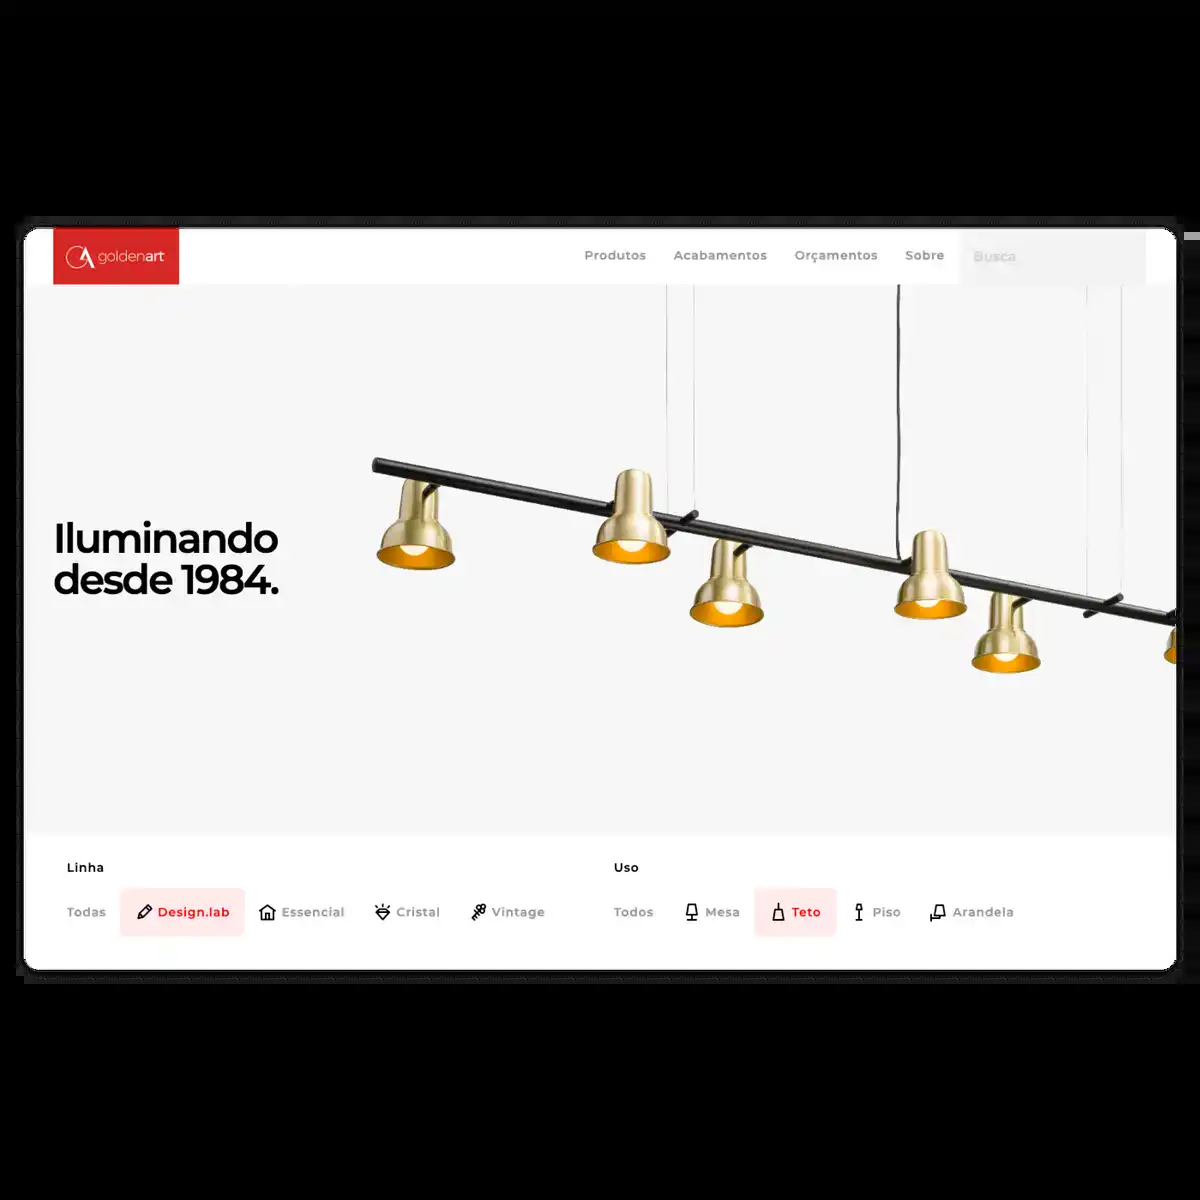 goldenart
Produtos Acabamentos Orçamentos Sobre Busca
Iluminando
desde 1984.
Linha
Todas Design.lab Essencial Cristal Vintage
Uso
Todos Mesa Teto Piso Arandela